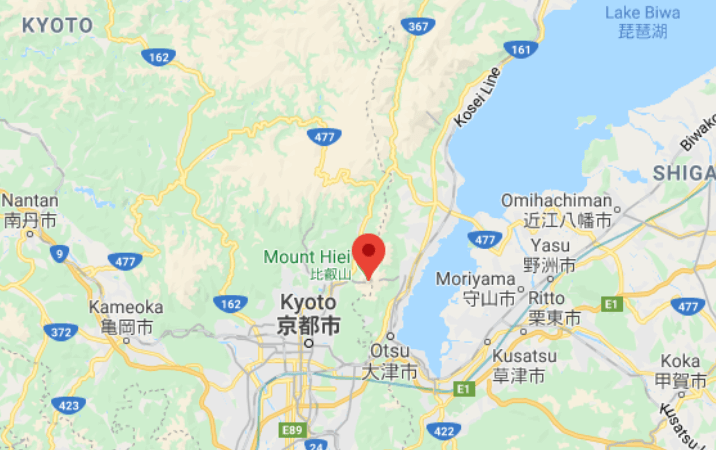 Lake Biwa
琵琶湖
KYOTO
367
162
161
Kosei Line
477
Biwako
SHIGA
Nantan
南丹市
Omihachiman
近江八幡市
477
9
477
Mount Hiei
比叡山
Yasu
野洲市
Moriyama
守山市
162
Kyoto
京都市
Kameoka
亀岡市
Ritto
栗東市
E1
477
372
Otsu
大津市
Kusatsu
草津市
Koka
甲賀市
E1
423
Kusatsu L
E89
422
24